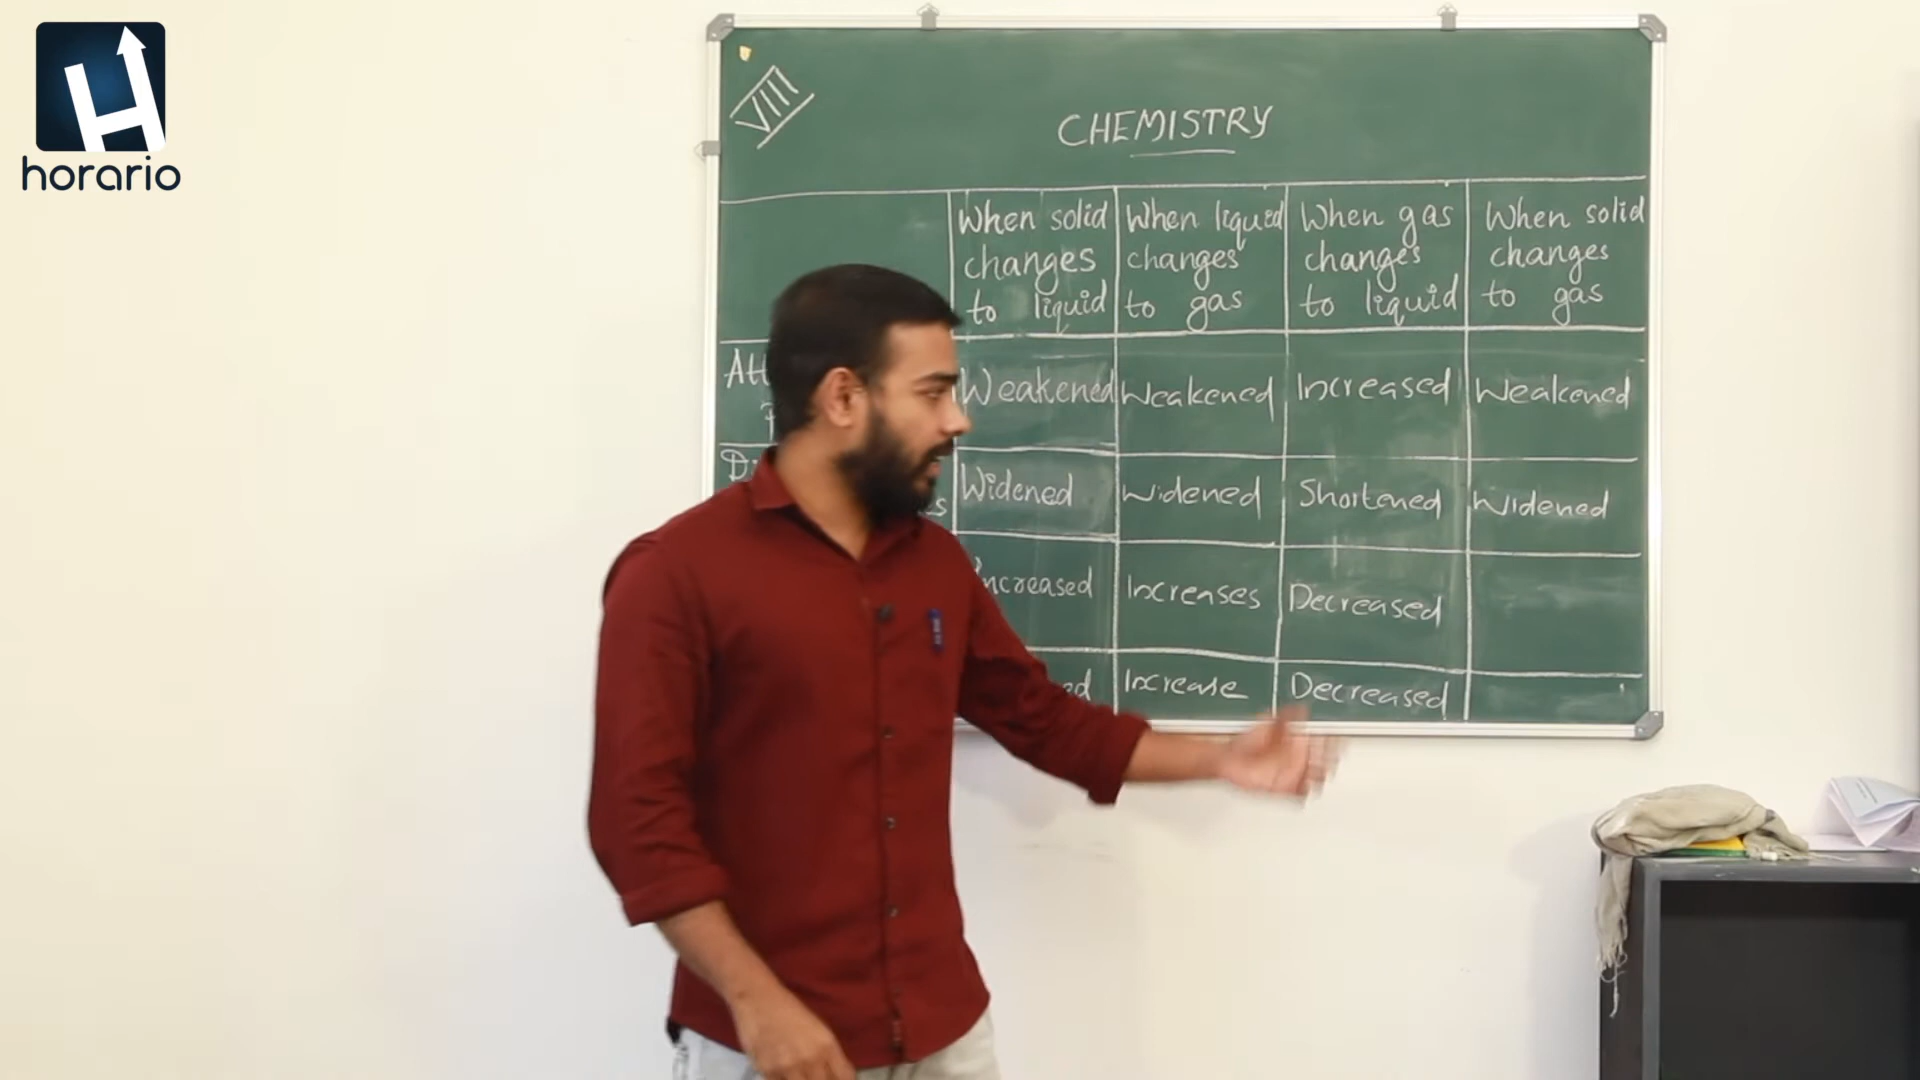 horario
VIII
CHEMISTRY
When solid
changes
to liquid
When liquid
changes
to gas
When gas
changes
to liquid
When solid
changes
to gas
Weakened
Weakened
Increased
Weakened
Widened
Widened
Shortened
Widened
Increased
Increases
Decreased
Increase
Decreased